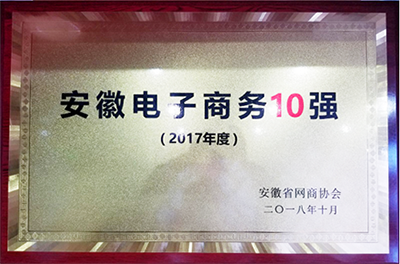 安徽电子商务10强
(2017年度)
安徽省网商协会
二〇一八年十月